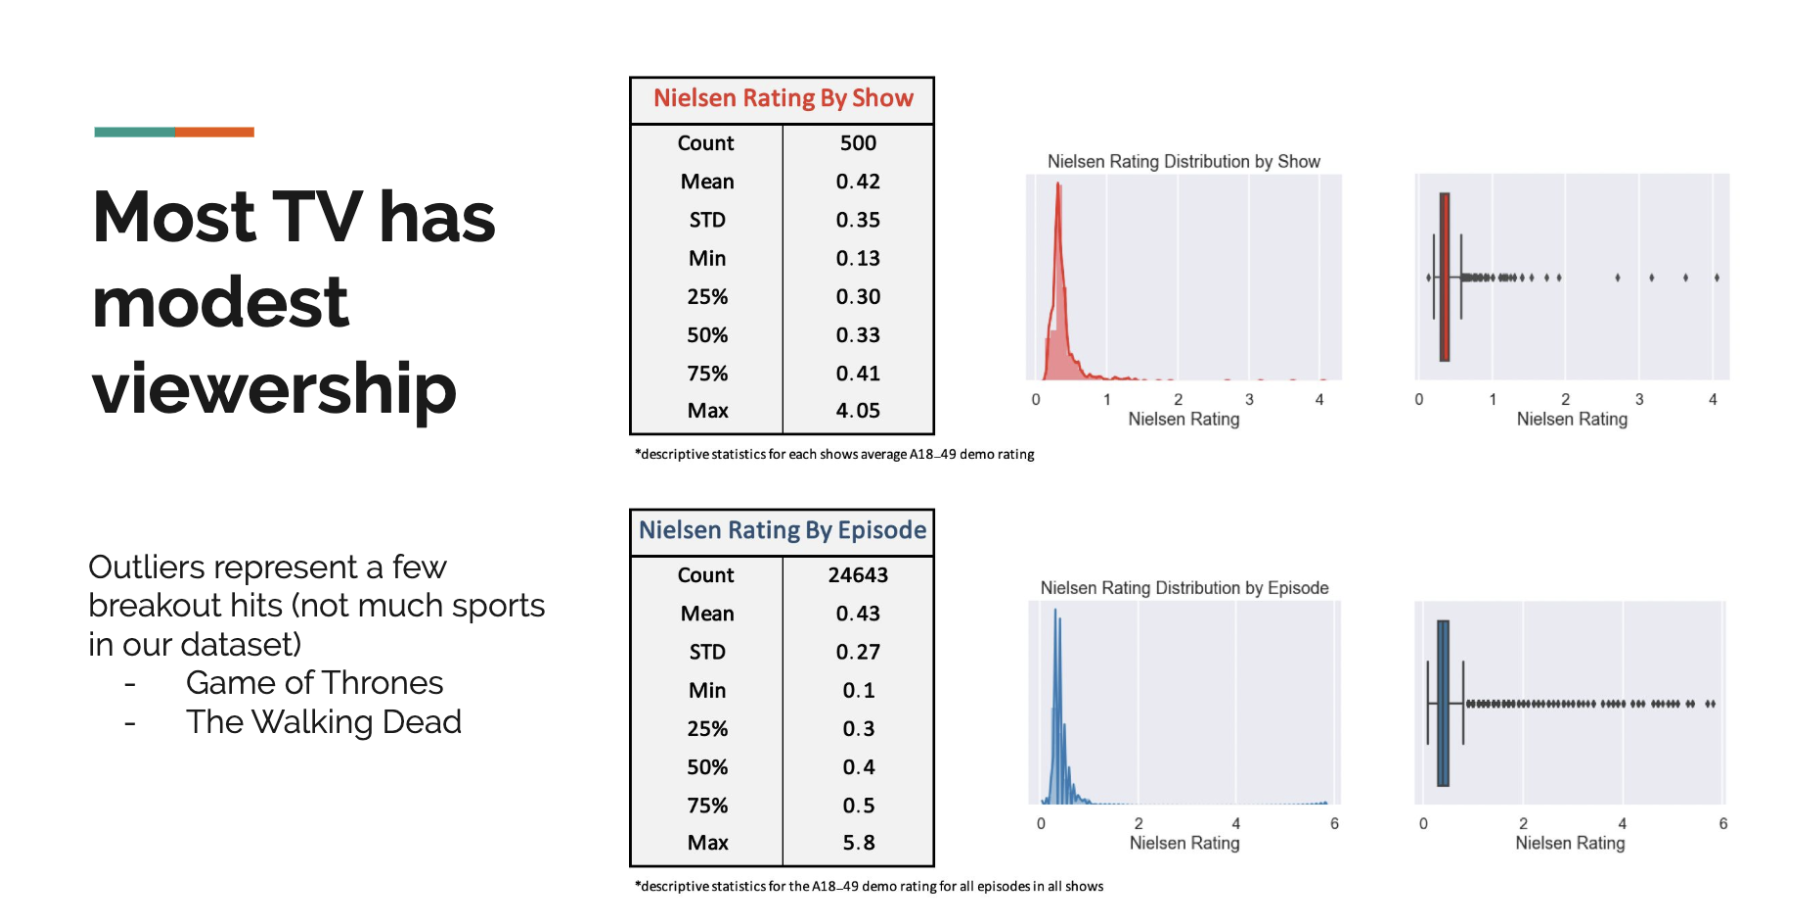 Most TV has
modest
viewership
Outliers represent a few
breakout hits (not much sports
in our dataset)
- Game of Thrones
- The Walking Dead
Nielsen Rating By Show
Count 500
Mean 0.42
STD 0.35
Min 0.13
25% 0.30
50% 0.33
75% 0.41
Max 4.05
*descriptive statistics for each shows average A18-49 demo rating
Nielsen Rating Distribution by Show
0 1 2 3 4
Nielsen Rating
0 1 2 3 4
Nielsen Rating
Nielsen Rating By Episode
Count 24643
Mean 0.43
STD 0.27
Min 0.1
25% 0.3
50% 0.4
75% 0.5
Max 5.8
*descriptive statistics for the A18-49 demo rating for all episodes in all shows
Nielsen Rating Distribution by Episode
0 2 4 6
Nielsen Rating
0 2 4 6
Nielsen Rating